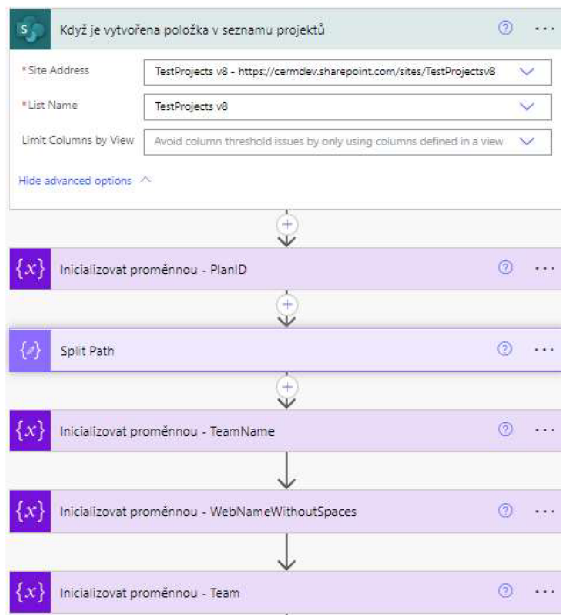 Když je vytvořena položka v seznamu projektů
* Site Address
TestProjects v8 - https://cermdev.sharepoint.com/sites/TestProjectsv8
* List Name
TestProjects v8
Limit Columns by View
Avoid column threshold issues by only using columns defined in a view
Hide advanced options
{x} Inicializovat proměnnou - PlanID
Split Path
{x} Inicializovat proměnnou - TeamName
{x} Inicializovat proměnnou - WebNameWithoutSpaces
{x} Inicializovat proměnnou - Team